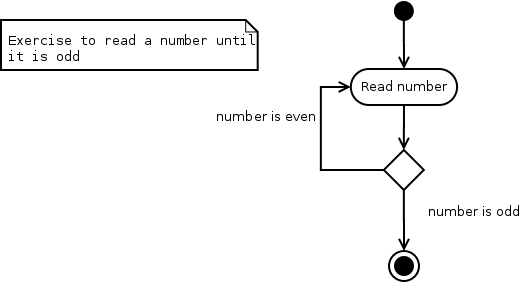 Exercise to read a number until
it is odd
Read number
number is even
number is odd